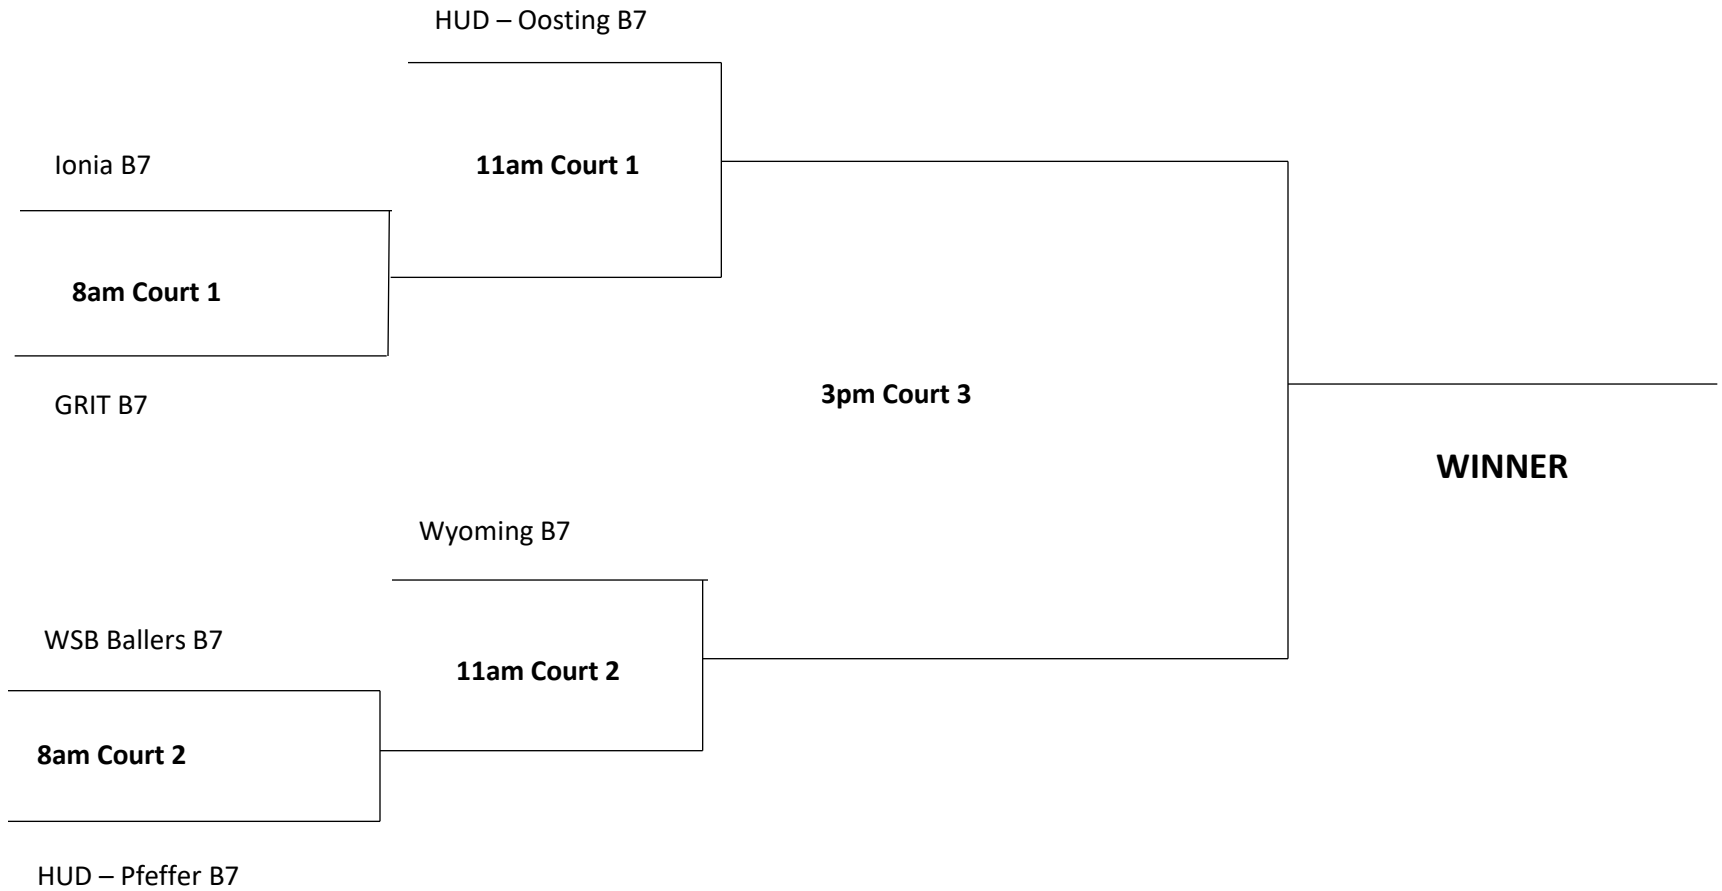 HUD – Oosting B7
Ionia B7
11am Court 1
8am Court 1
GRIT B7
3pm Court 3
WINNER
Wyoming B7
WSB Ballers B7
11am Court 2
8am Court 2
HUD – Pfeffer B7